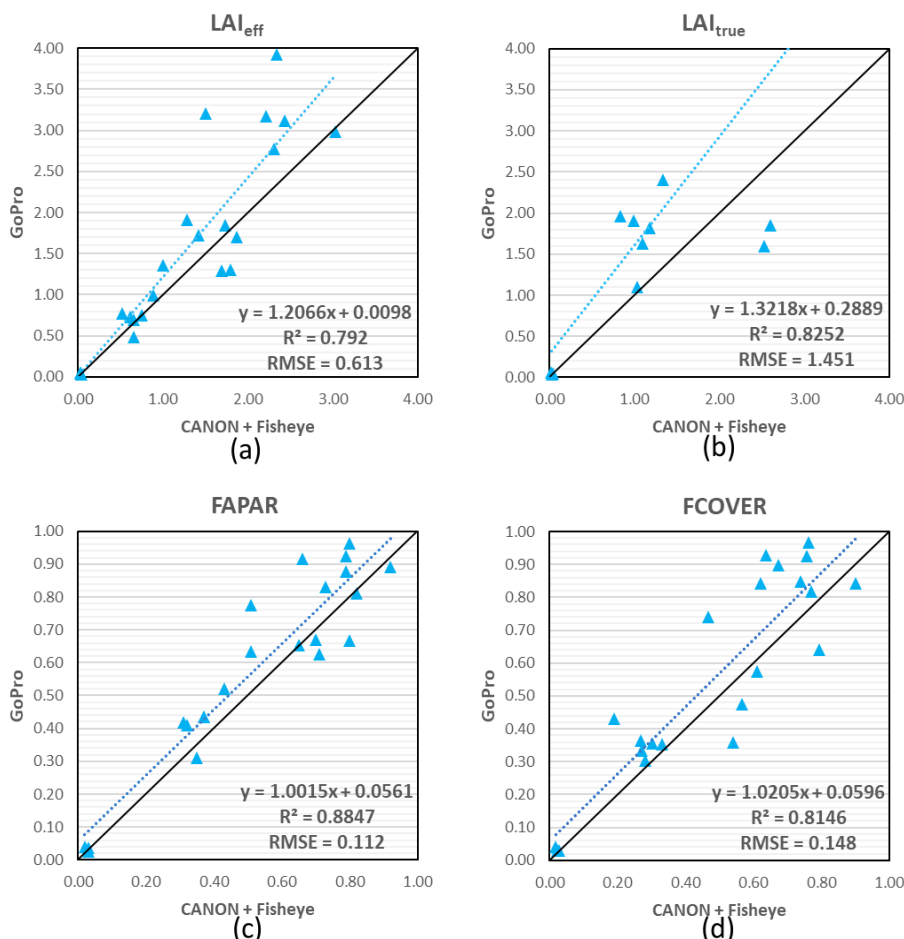 LAIeff
4.00
3.50
3.00
2.50
2.00
1.50
1.00
0.50
0.00
GoPro
y = 1.2066x + 0.0098
R² = 0.792
RMSE = 0.613
0.00 1.00 2.00 3.00 4.00
CANON + Fisheye
(a)
LAItrue
4.00
3.50
3.00
2.50
2.00
1.50
1.00
0.50
0.00
GoPro
y = 1.3218x + 0.2889
R² = 0.8252
RMSE = 1.451
0.00 1.00 2.00 3.00 4.00
CANON + Fisheye
(b)
FAPAR
1.00
0.90
0.80
0.70
0.60
0.50
0.40
0.30
0.20
0.10
0.00
GoPro
y = 1.0015x + 0.0561
R² = 0.8847
RMSE = 0.112
0.00 0.20 0.40 0.60 0.80 1.00
CANON + Fisheye
(c)
FCOVER
1.00
0.90
0.80
0.70
0.60
0.50
0.40
0.30
0.20
0.10
0.00
GoPro
y = 1.0205x + 0.0596
R² = 0.8146
RMSE = 0.148
0.00 0.20 0.40 0.60 0.80 1.00
CANON + Fisheye
(d)